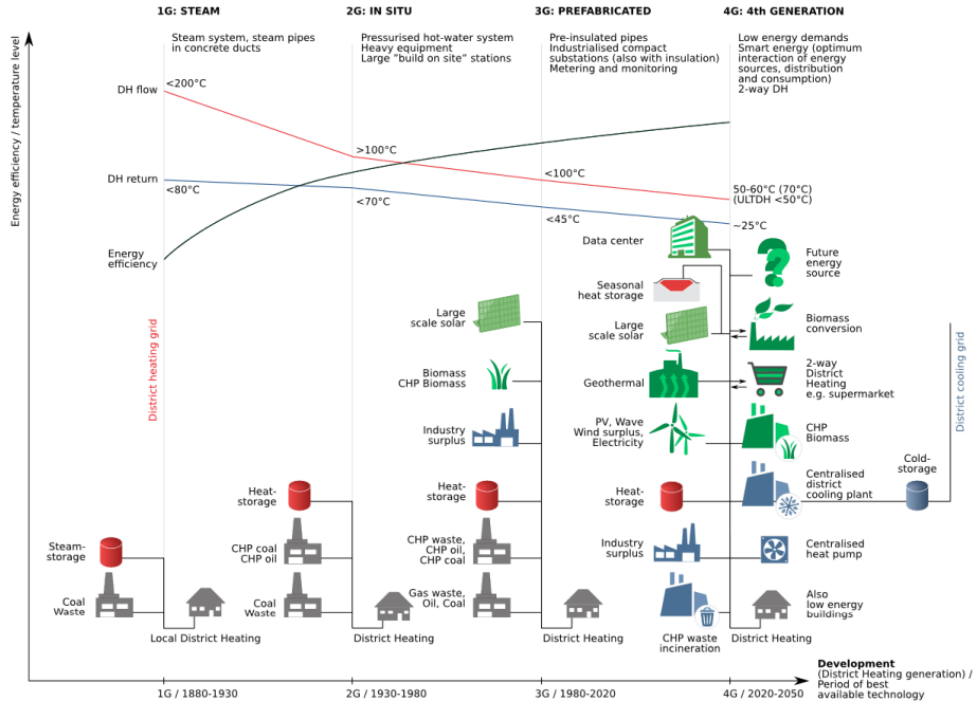 1G: STEAM
2G: IN SITU
3G: PREFABRICATED
4G: 4th GENERATION
Steam system, steam pipes
in concrete ducts
Pressurised hot-water system
Heavy equipment
Large "build on site" stations
Pre-insulated pipes
Industrialised compact
substations (also with insulation)
Metering and monitoring
Low energy demands
Smart energy (optimum
interaction of energy
sources, distribution
and consumption)
2-way DH
Energy efficiency / temperature level
DH flow
<200°C
>100°C
<100°C
50-60°C (70°C)
(ULTDH <50°C)
DH return
<80°C
<70°C
<45°C
~25°C
Energy
efficiency
District heating grid
Data center
Future
energy
source
Seasonal
heat storage
Large
scale solar
Large
scale solar
Biomass
conversion
Biomass
CHP Biomass
Geothermal
2-way
District
Heating
e.g. supermarket
Industry
surplus
PV, Wave
Wind surplus,
Electricity
CHP
Biomass
District cooling grid
Heat-
storage
Heat-
storage
Heat-
storage
Centralised
district
cooling plant
Cold-
storage
Steam-
storage
CHP coal
CHP oil
CHP waste,
CHP oil,
CHP coal
Industry
surplus
Centralised
heat pump
Coal
Waste
Coal
Waste
Gas waste,
Oil, Coal
Also
low energy
buildings
Local District Heating
District Heating
District Heating
CHP waste
incineration
District Heating
1G / 1880-1930
2G / 1930-1980
3G / 1980-2020
4G / 2020-2050
Development
(District Heating generation) /
Period of best
available technology